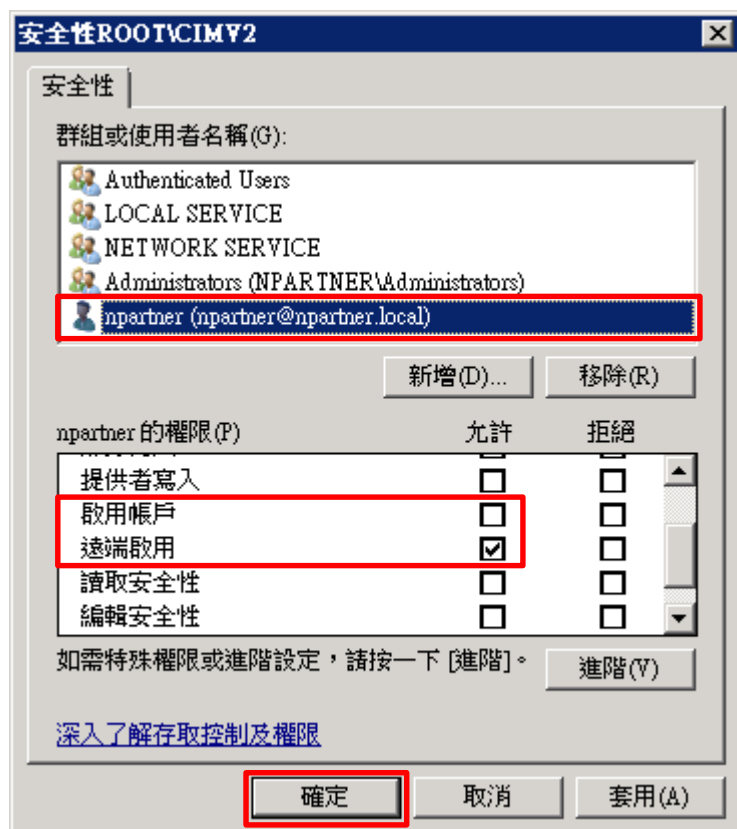 安全性ROOT\CIMV2
安全性
群組或使用者名稱(G):
Authenticated Users
LOCAL SERVICE
NETWORK SERVICE
Administrators (NPARTNER\Administrators)
npartner (npartner@npartner.local)
新增(D)... 移除(R)
npartner 的權限(P) 允許 拒絕
提供者寫入
啟用帳戶
遠端啟用
讀取安全性
編輯安全性
如需特殊權限或進階設定，請按一下 [進階]。 進階(V)
深入了解存取控制及權限
確定 取消 套用(A)